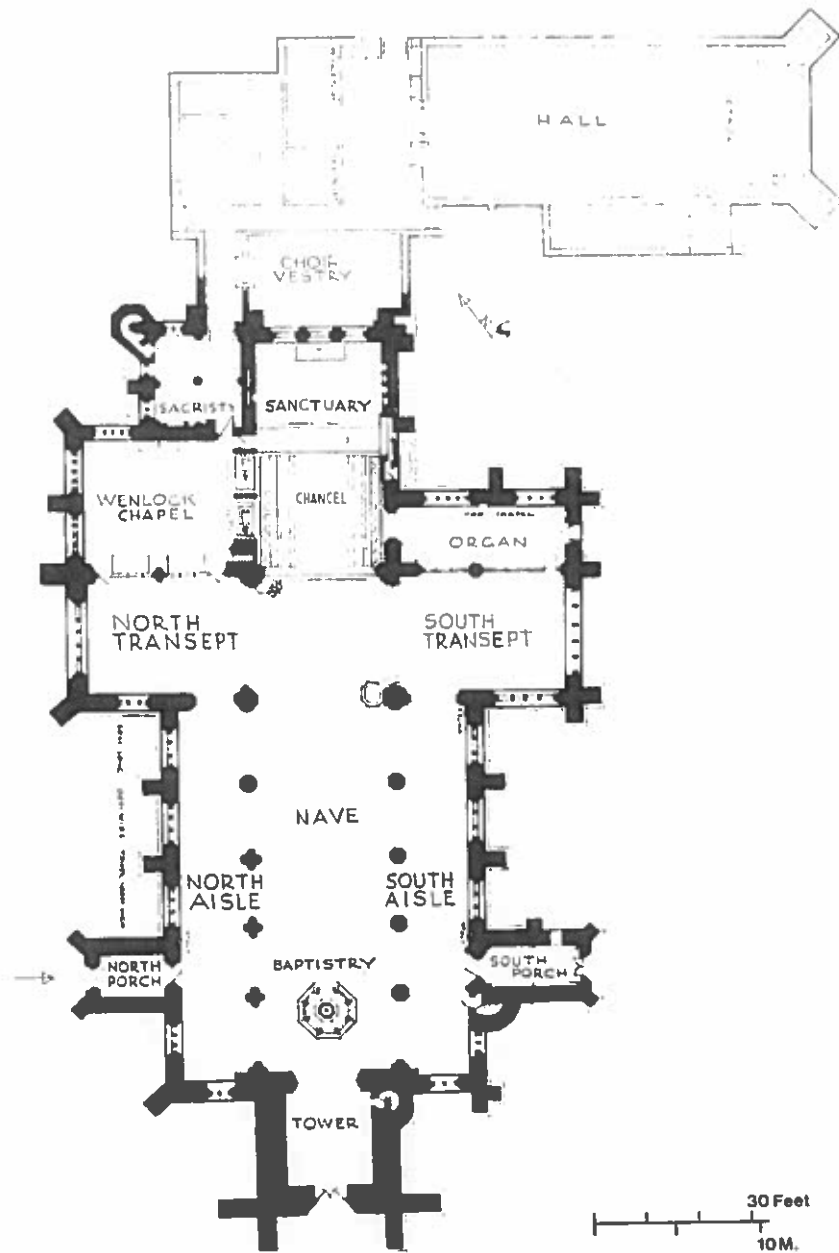 HALL
CHOIR
VESTRY
SACRISTY
SANCTUARY
WENLOCK
CHAPEL
CHANCEL
ORGAN
NORTH
TRANSEPT
SOUTH
TRANSEPT
NAVE
NORTH
AISLE
SOUTH
AISLE
BAPTISTRY
NORTH
PORCH
SOUTH
PORCH
TOWER
30 Feet
10M.